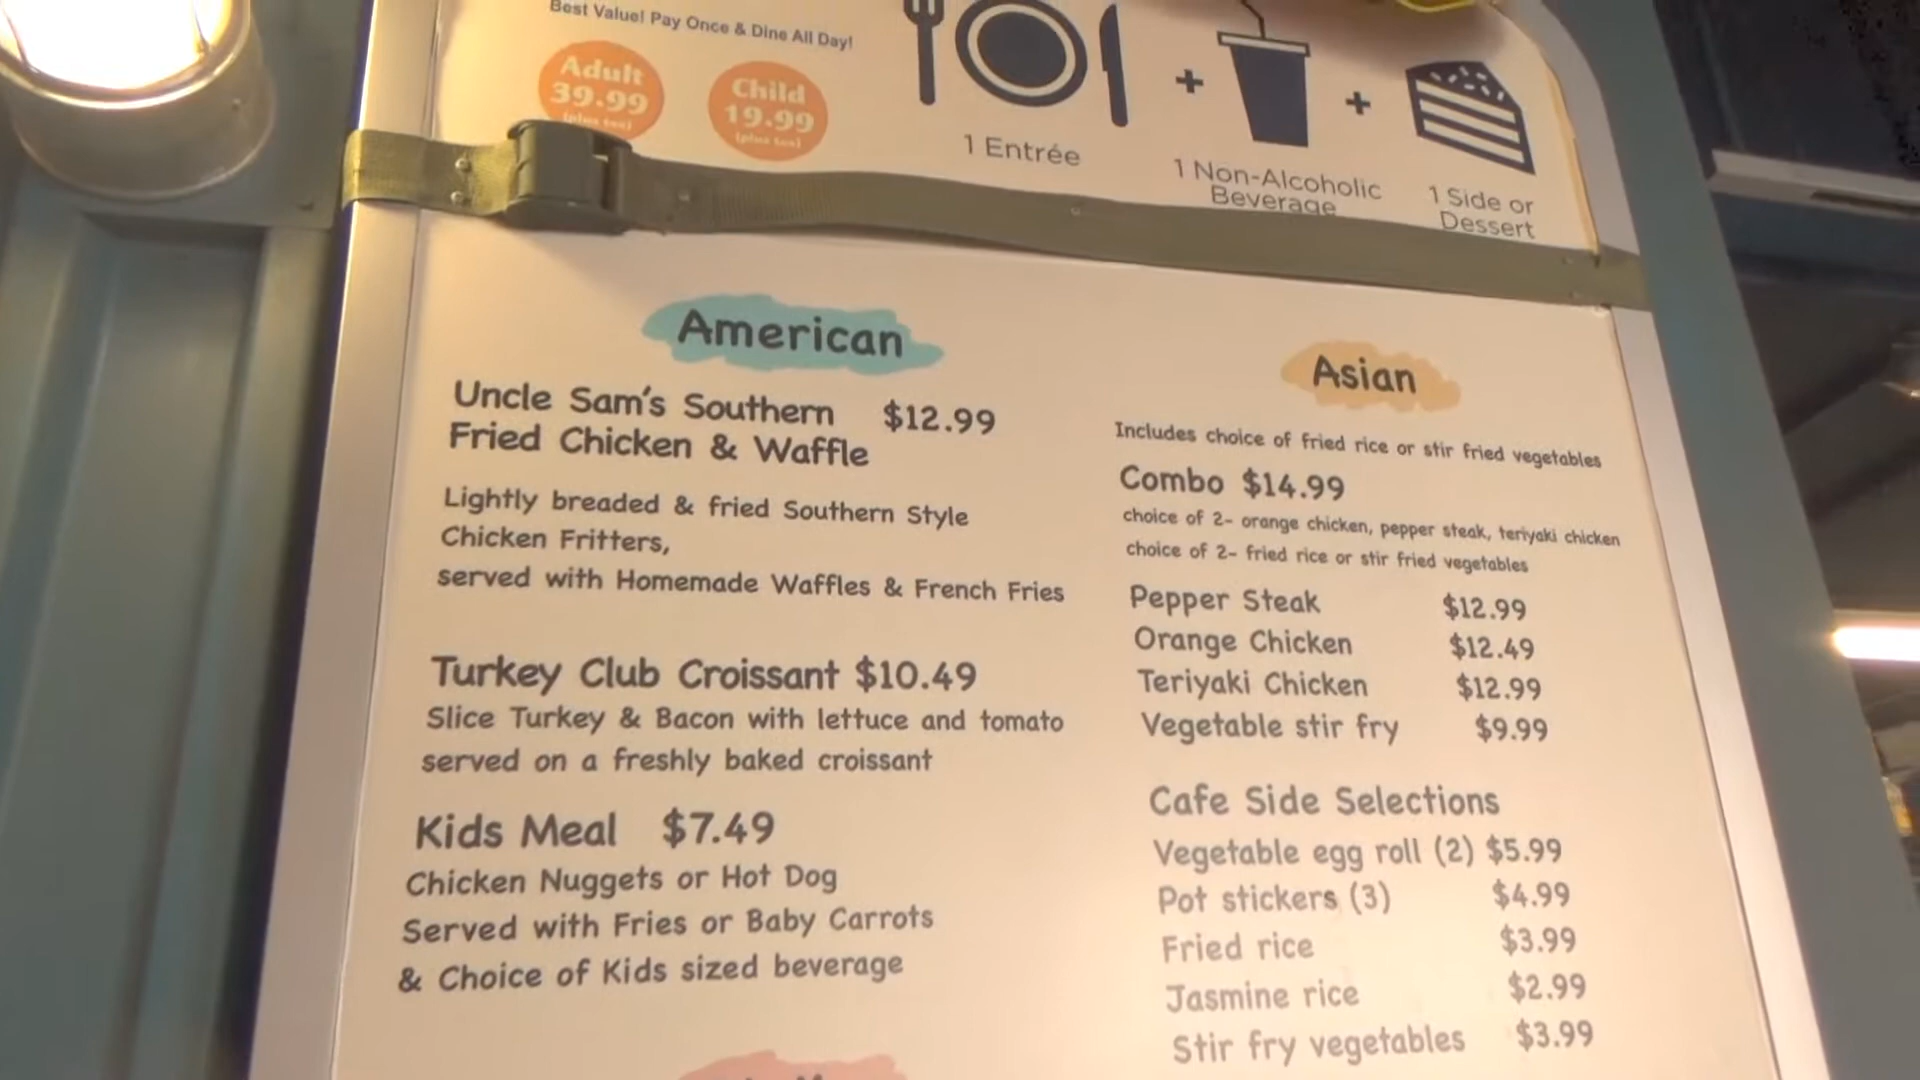 Best Value! Pay Once & Dine All Day!
Adult
39.99
(plus tax)
Child
19.99
(plus tax)
1 Entrée
+
1 Non-Alcoholic
Beverage
+
1 Side or
Dessert
American
Uncle Sam's Southern $12.99
Fried Chicken & Waffle
Lightly breaded & fried Southern Style
Chicken Fritters,
served with Homemade Waffles & French Fries
Turkey Club Croissant $10.49
Slice Turkey & Bacon with lettuce and tomato
served on a freshly baked croissant
Kids Meal $7.49
Chicken Nuggets or Hot Dog
Served with Fries or Baby Carrots
& Choice of Kids sized beverage
Asian
Includes choice of fried rice or stir fried vegetables
Combo $14.99
choice of 2- orange chicken, pepper steak, teriyaki chicken
choice of 2- fried rice or stir fried vegetables
Pepper Steak $12.99
Orange Chicken $12.49
Teriyaki Chicken $12.99
Vegetable stir fry $9.99
Cafe Side Selections
Vegetable egg roll (2) $5.99
Pot stickers (3) $4.99
Fried rice $3.99
Jasmine rice $2.99
Stir fry vegetables $3.99